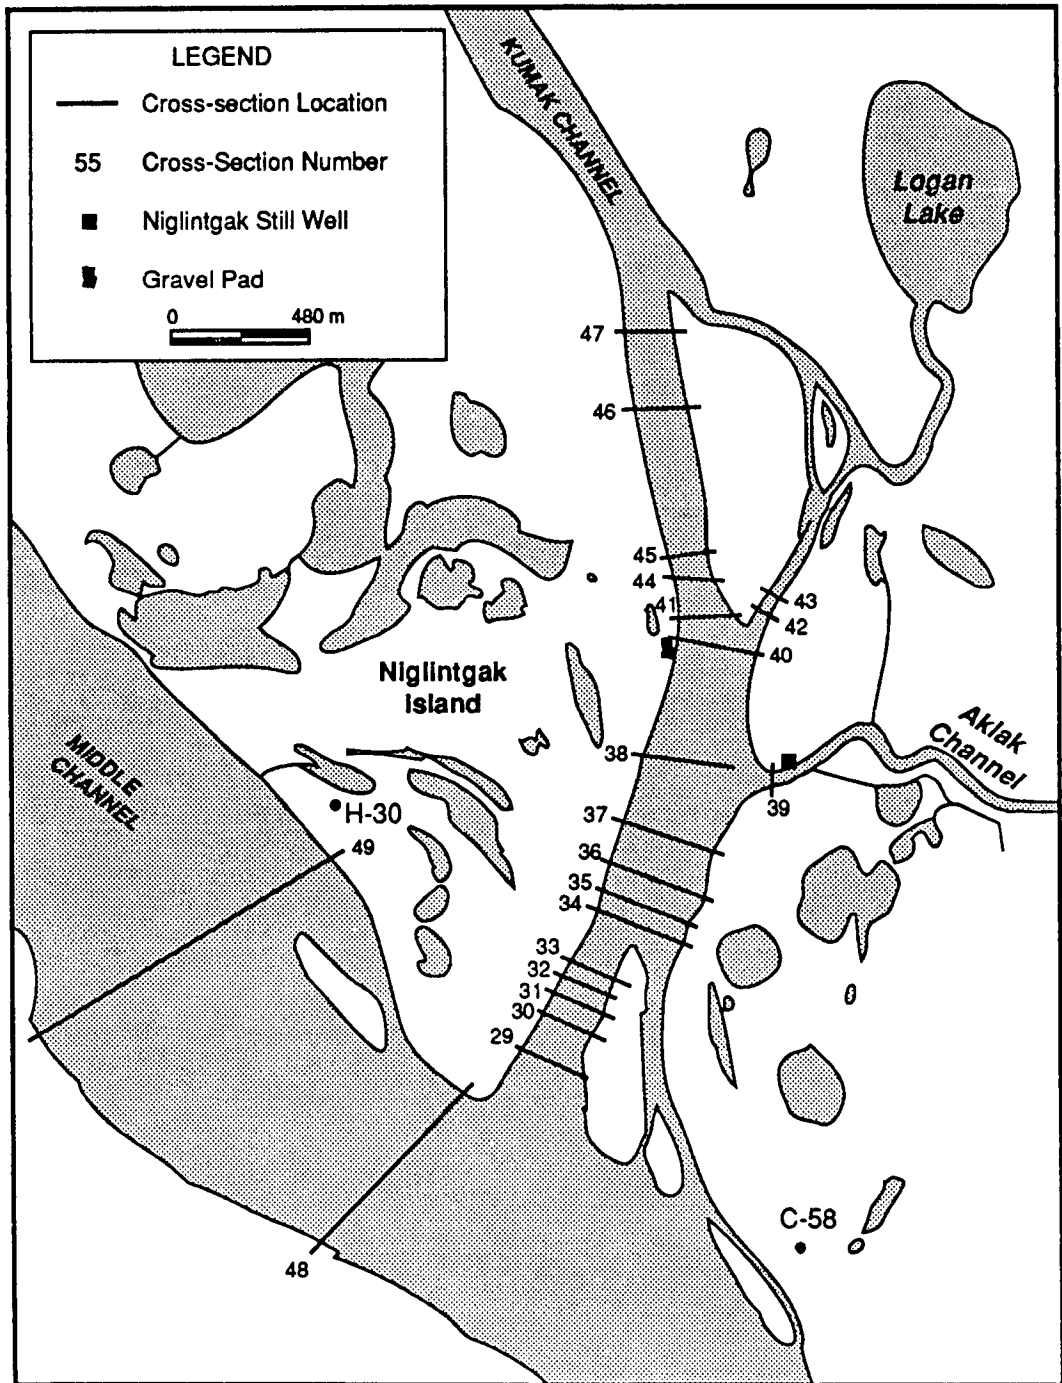 LEGEND
Cross-section Location
55 Cross-Section Number
Niglintgak Still Well
Gravel Pad
0 480 m
KUMAK CHANNEL
Logan
Lake
47
46
45
44
41
43
42
40
Niglintgak
Island
Aklak
Channel
MIDDLE
CHANNEL
38
39
H-30
37
49
36
35
34
33
32
31
30
29
C-58
48